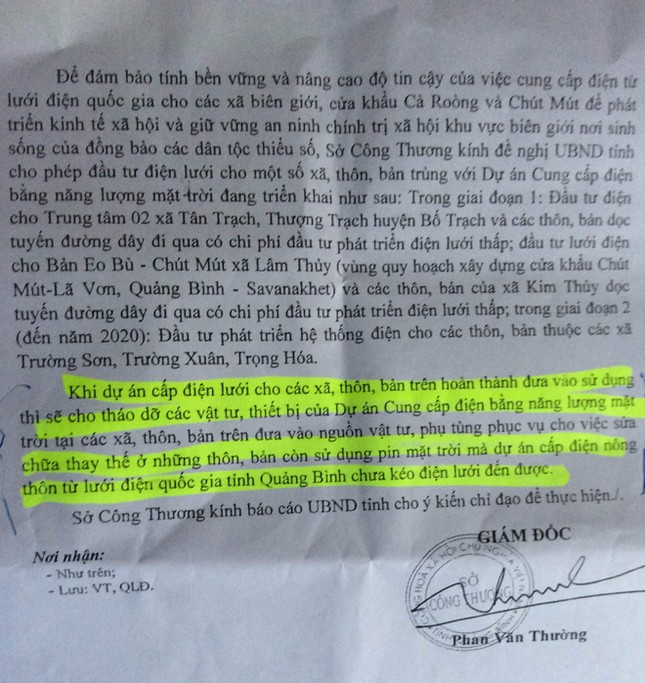 Để đảm bảo tính bền vững và nâng cao độ tin cậy của việc cung cấp điện từ
lưới điện quốc gia cho các xã biên giới, cửa khẩu Cà Roòng và Chút Mút để phát
triển kinh tế xã hội và giữ vững an ninh chính trị xã hội khu vực biên giới nơi sinh
sống của đồng bào các dân tộc thiểu số, Sở Công Thương kính đề nghị UBND tỉnh
cho phép đầu tư điện lưới cho một số xã, thôn, bản trùng với Dự án Cung cấp điện
bằng năng lượng mặt trời đang triển khai như sau: Trong giai đoạn 1: Đầu tư điện
cho Trung tâm 02 xã Tân Trạch, Thượng Trạch huyện Bố Trạch và các thôn, bản dọc
tuyến đường dây đi qua có chi phí đầu tư phát triển điện lưới thấp; đầu tư lưới điện
cho Bản Eo Bù - Chút Mút xã Lâm Thủy (vùng quy hoạch xây dựng cửa khẩu Chút
Mút-Lã Vơn, Quảng Bình - Savanakhet) và các thôn, bản của xã Kim Thủy dọc
tuyến đường dây đi qua có chi phí đầu tư phát triển điện lưới thấp; trong giai đoạn 2
(đến năm 2020): Đầu tư phát triển hệ thống điện cho các thôn, bản thuộc các xã
Trường Sơn, Trường Xuân, Trọng Hóa.
Khi dự án cấp điện lưới cho các xã, thôn, bản trên hoàn thành đưa vào sử dụng
thì sẽ cho tháo dỡ các vật tư, thiết bị của Dự án Cung cấp điện bằng năng lượng mặt
trời tại các xã, thôn, bản trên đưa vào nguồn vật tư, phụ tùng phục vụ cho việc sửa
chữa thay thế ở những thôn, bản còn sử dụng pin mặt trời mà dự án cấp điện nông
thôn từ lưới điện quốc gia tỉnh Quảng Bình chưa kéo điện lưới đến được.
Sở Công Thương kính báo cáo UBND tỉnh cho ý kiến chỉ đạo để thực hiện./.
GIÁM ĐỐC
Nơi nhận:
- Như trên;
- Lưu: VT, QLĐ.
SỞ
CÔNG THƯƠNG
Phan Văn Thường